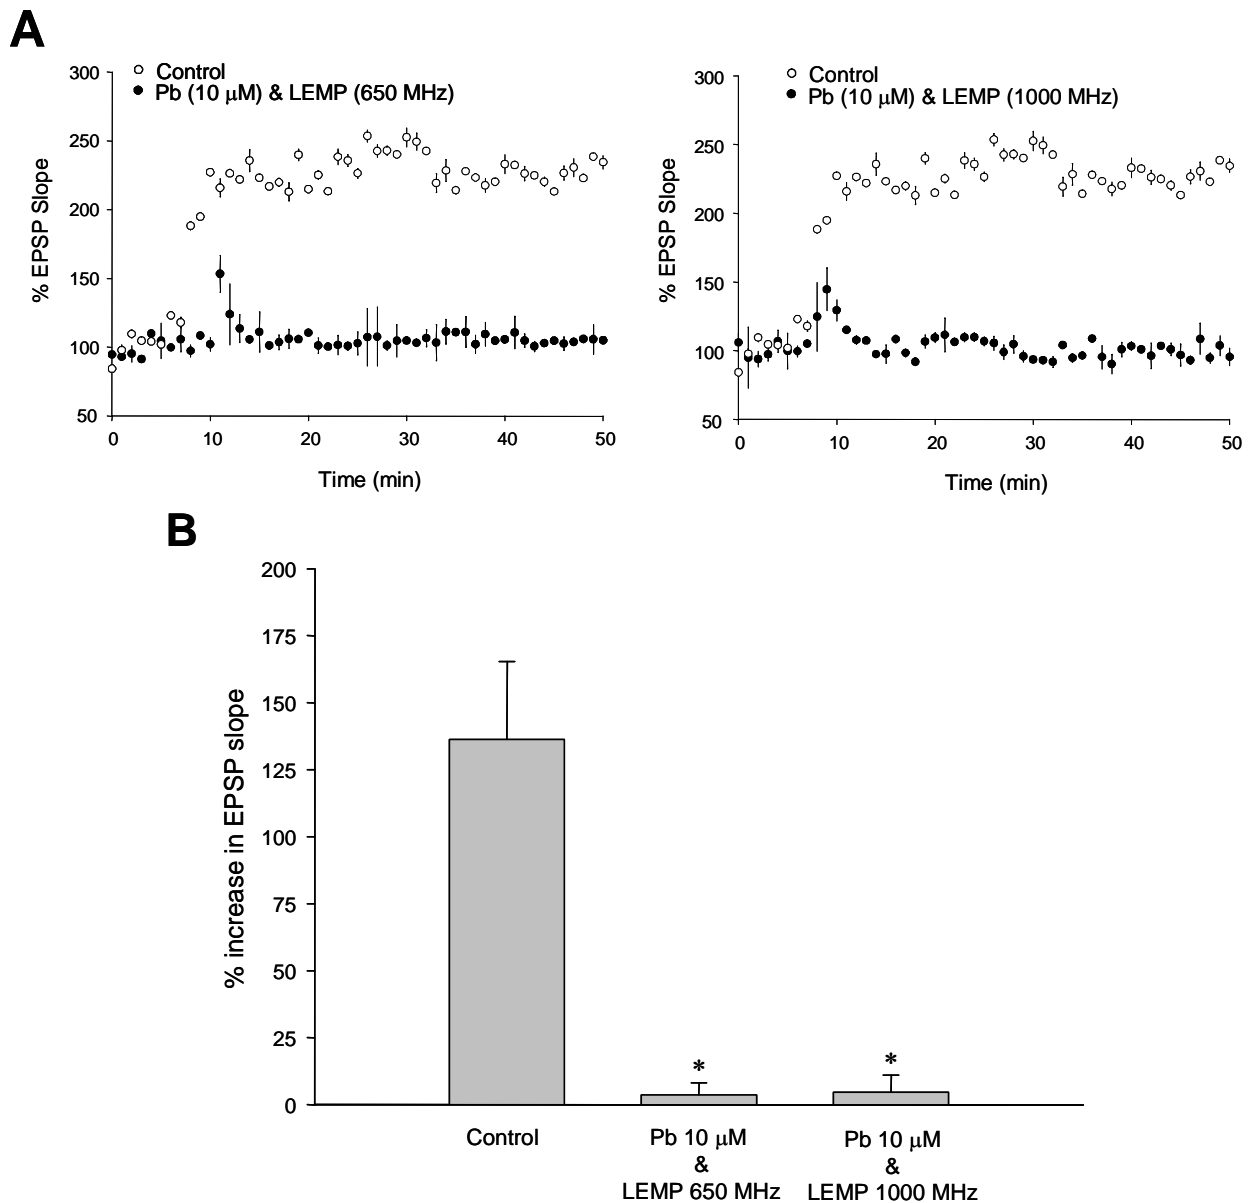 A
Control
Pb (10 μM) & LEMP (650 MHz)
300
250
200
150
100
50
% EPSP Slope
0 10 20 30 40 50
Time (min)
Control
Pb (10 μM) & LEMP (1000 MHz)
300
250
200
150
100
50
% EPSP Slope
0 10 20 30 40 50
Time (min)
B
200
175
150
125
100
75
50
25
0
% increase in EPSP slope
* *
Control
Pb 10 μM
&
LEMP 650 MHz
Pb 10 μM
&
LEMP 1000 MHz